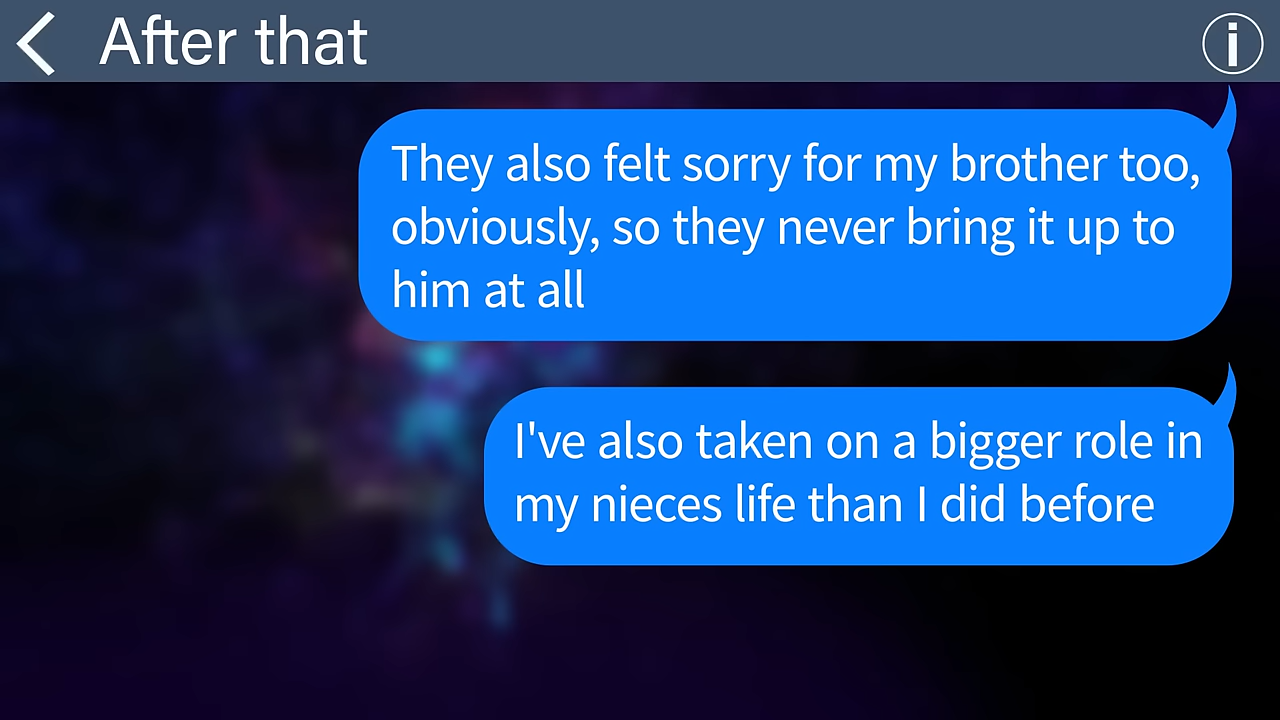 After that
They also felt sorry for my brother too,
obviously, so they never bring it up to
him at all
I've also taken on a bigger role in
my nieces life than I did before